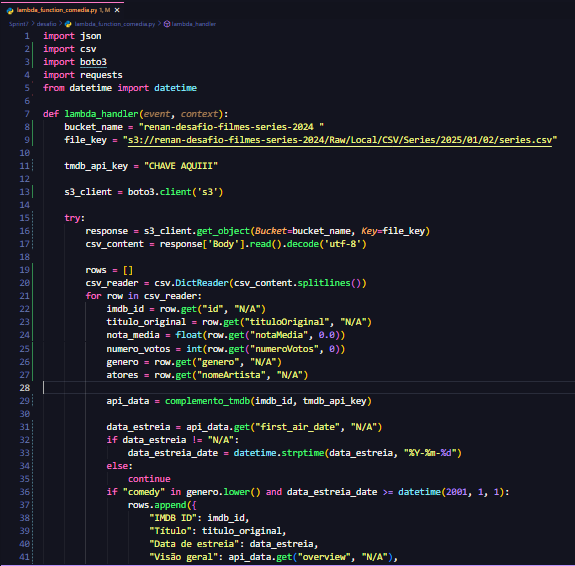 lambda_function_comedia.py 1, M ×
Sprint7 > desafio > lambda_function_comedia.py > lambda_handler
1 import json
2 import csv
3 import boto3
4 import requests
5 from datetime import datetime
6
7 def lambda_handler(event, context):
8 bucket_name = "renan-desafio-filmes-series-2024 "
9 file_key = "s3://renan-desafio-filmes-series-2024/Raw/Local/CSV/Series/2025/01/02/series.csv"
10
11 tmdb_api_key = "CHAVE AQUIII"
12
13 s3_client = boto3.client('s3')
14
15 try:
16 response = s3_client.get_object(Bucket=bucket_name, Key=file_key)
17 csv_content = response['Body'].read().decode('utf-8')
18
19 rows = []
20 csv_reader = csv.DictReader(csv_content.splitlines())
21 for row in csv_reader:
22 imdb_id = row.get("id", "N/A")
23 titulo_original = row.get("tituloOriginal", "N/A")
24 nota_media = float(row.get("notaMedia", 0.0))
25 numero_votos = int(row.get("numeroVotos", 0))
26 genero = row.get("genero", "N/A")
27 atores = row.get("nomeArtista", "N/A")
28
29 api_data = complemento_tmdb(imdb_id, tmdb_api_key)
30
31 data_estreia = api_data.get("first_air_date", "N/A")
32 if data_estreia != "N/A":
33 data_estreia_date = datetime.strptime(data_estreia, "%Y-%m-%d")
34 else:
35 continue
36 if "comedy" in genero.lower() and data_estreia_date >= datetime(2001, 1, 1):
37 rows.append({
38 "IMDB ID": imdb_id,
39 "Título": titulo_original,
40 "Data de estreia": data_estreia,
41 "Visão geral": api_data.get("overview", "N/A"),